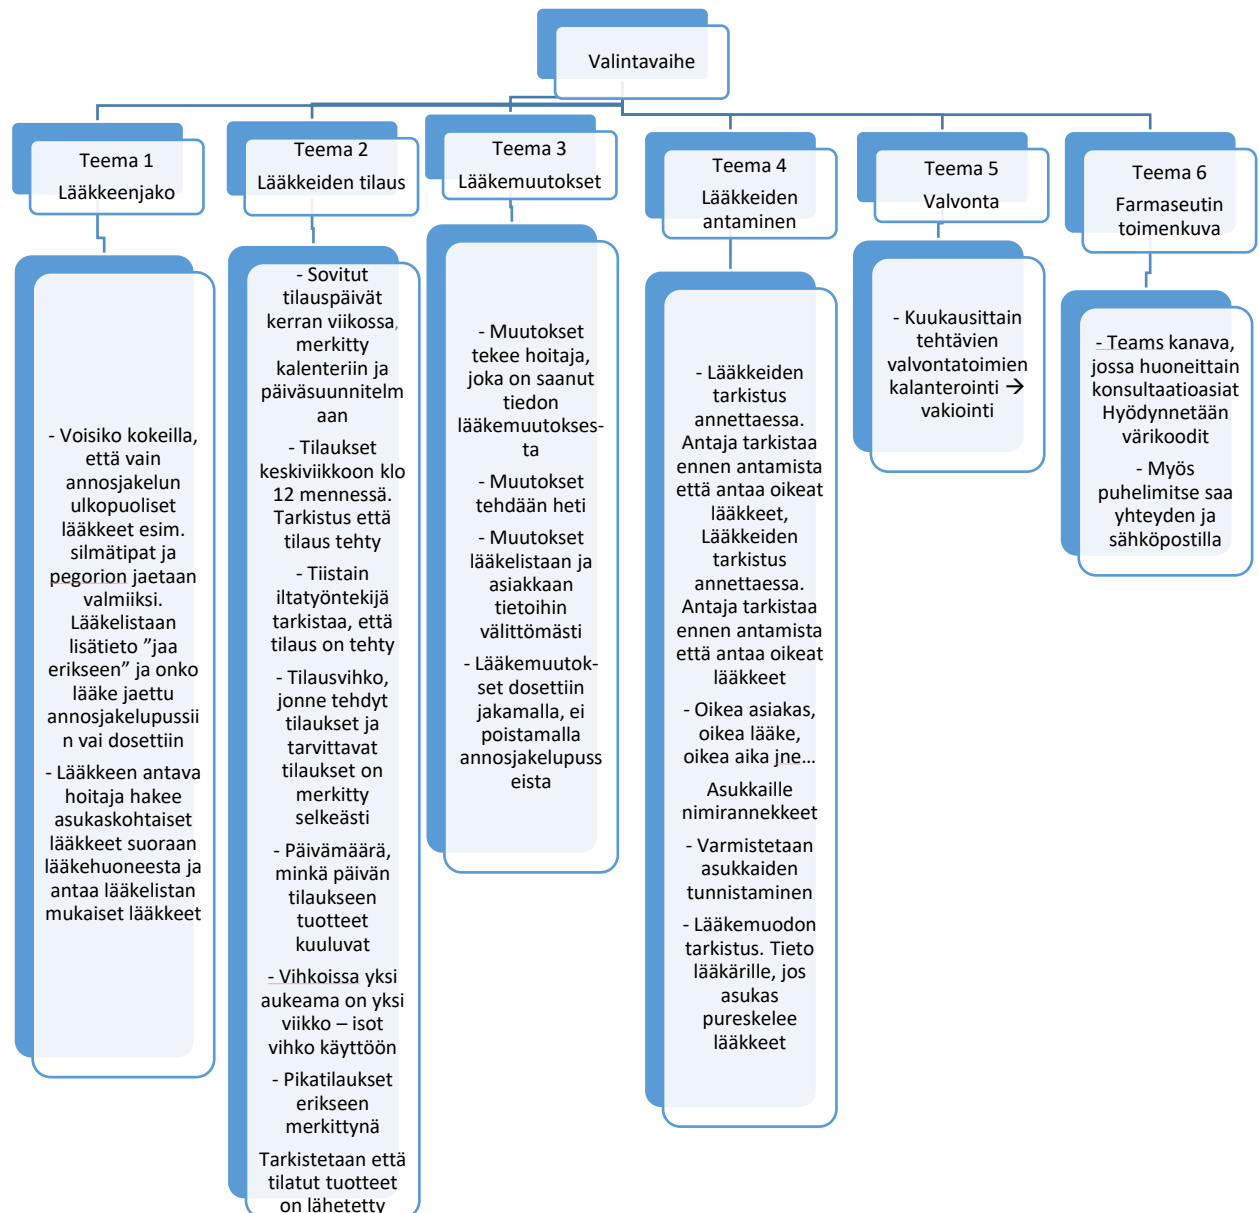 Valintavaihe
Teema 1
Lääkkeenjako
- Voisiko kokeilla,
että vain
annosjakelun
ulkopuoliset
lääkkeet esim.
silmätipat ja
pegorion jaetaan
valmiiksi.
Lääkelistaan
lisätieto ”jaa
erikseen” ja onko
lääke jaettu
annosjakelupussii
n vai dosettiin
- Lääkkeen antava
hoitaja hakee
asukaskohtaiset
lääkkeet suoraan
lääkehuoneesta ja
antaa lääkelistan
mukaiset lääkkeet
Teema 2
Lääkkeiden tilaus
- Sovitut
tilauspäivät
kerran viikossa,
merkitty
kalenteriin ja
päiväsuunnitelm
aan
- Tilaukset
keskiviikkoon klo
12 mennessä.
Tarkistus että
tilaus tehty
- Tiistain
iltatyöntekijä
tarkistaa, että
tilaus on tehty
- Tilausvihko,
jonne tehdyt
tilaukset ja
tarvittavat
tilaukset on
merkitty
selkeästi
- Päivämäärä,
minkä päivän
tilaukseen
tuotteet
kuuluvat
- Vihkoissa yksi
aukeama on yksi
viikko – isot
vihko käyttöön
- Pikatilaukset
erikseen
merkittynä
Tarkistetaan että
tilatut tuotteet
on lähetetty
Teema 3
Lääkemuutokset
- Muutokset
tekee hoitaja,
joka on saanut
tiedon
lääkemuutokses-
ta
- Muutokset
tehdään heti
- Muutokset
lääkelistaan ja
asiakkaan
tietoihin
välittömästi
- Lääkemuutok-
set dosettiin
jakamalla, ei
poistamalla
annosjakelupuss
eista
Teema 4
Lääkkeiden
antaminen
- Lääkkeiden
tarkistus
annettaessa.
Antaja tarkistaa
ennen antamista
että antaa oikeat
lääkkeet,
Lääkkeiden
tarkistus
annettaessa.
Antaja tarkistaa
ennen antamista
että antaa oikeat
lääkkeet
- Oikea asiakas,
oikea lääke,
oikea aika jne…
Asukkaille
nimirannekkeet
- Varmistetaan
asukkaiden
tunnistaminen
- Lääkemuodon
tarkistus. Tieto
lääkärille, jos
asukas
pureskelee
lääkkeet
Teema 5
Valvonta
- Kuukausittain
tehtävien
valvontatoimien
kalanterointi →
vakiointi
Teema 6
Farmaseutin
toimenkuva
- Teams kanava,
jossa huoneittain
konsultaatioasiat
Hyödynnetään
värikoodit
- Myös
puhelimitse saa
yhteyden ja
sähköpostilla